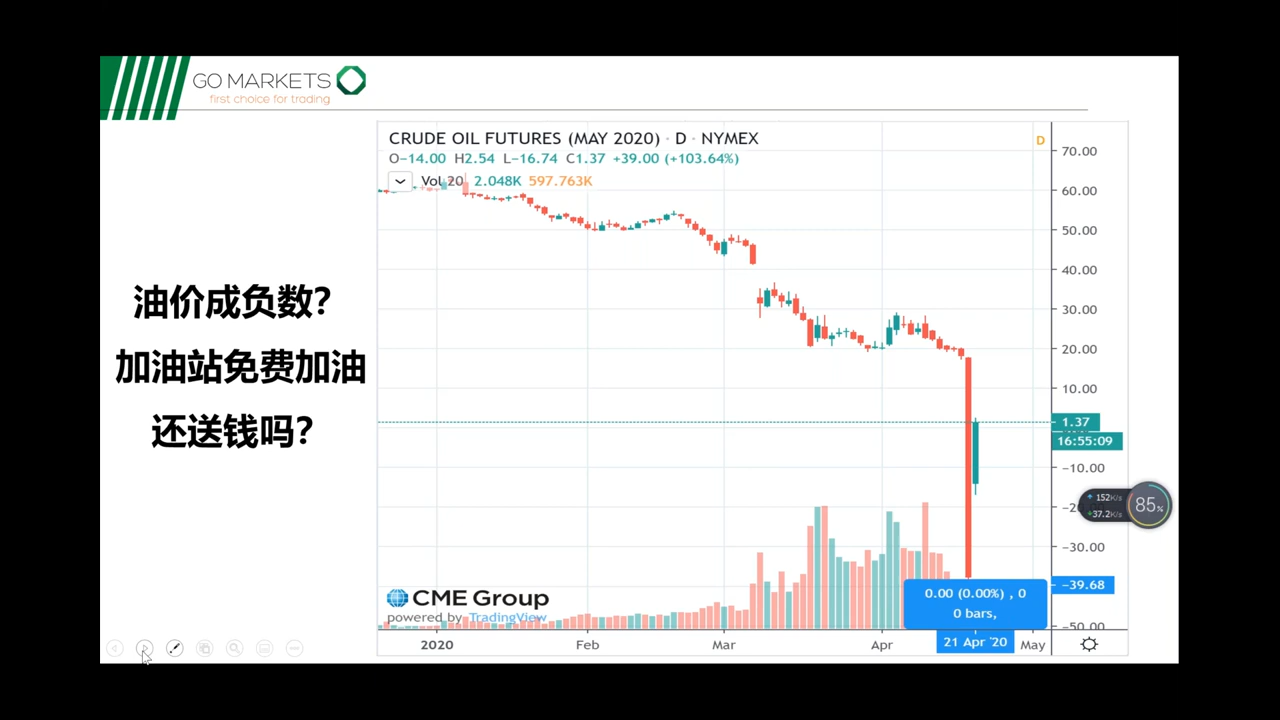 GO MARKETS
first choice for trading
CRUDE OIL FUTURES (MAY 2020) · D · NYMEX
O−14.00 H2.54 L−16.74 C1.37 +39.00 (+103.64%)
Vol 20 2.048K 597.763K
D
70.00
60.00
50.00
40.00
30.00
20.00
10.00
1.37
16:55:09
−10.00
−30.00
−39.68
−50.00
油价成负数?
加油站免费加油
还送钱吗?
152K/s
37.2K/s
85%
0.00 (0.00%) , 0
0 bars,
CME Group
powered by TradingView
2020 Feb Mar Apr 21 Apr '20 May